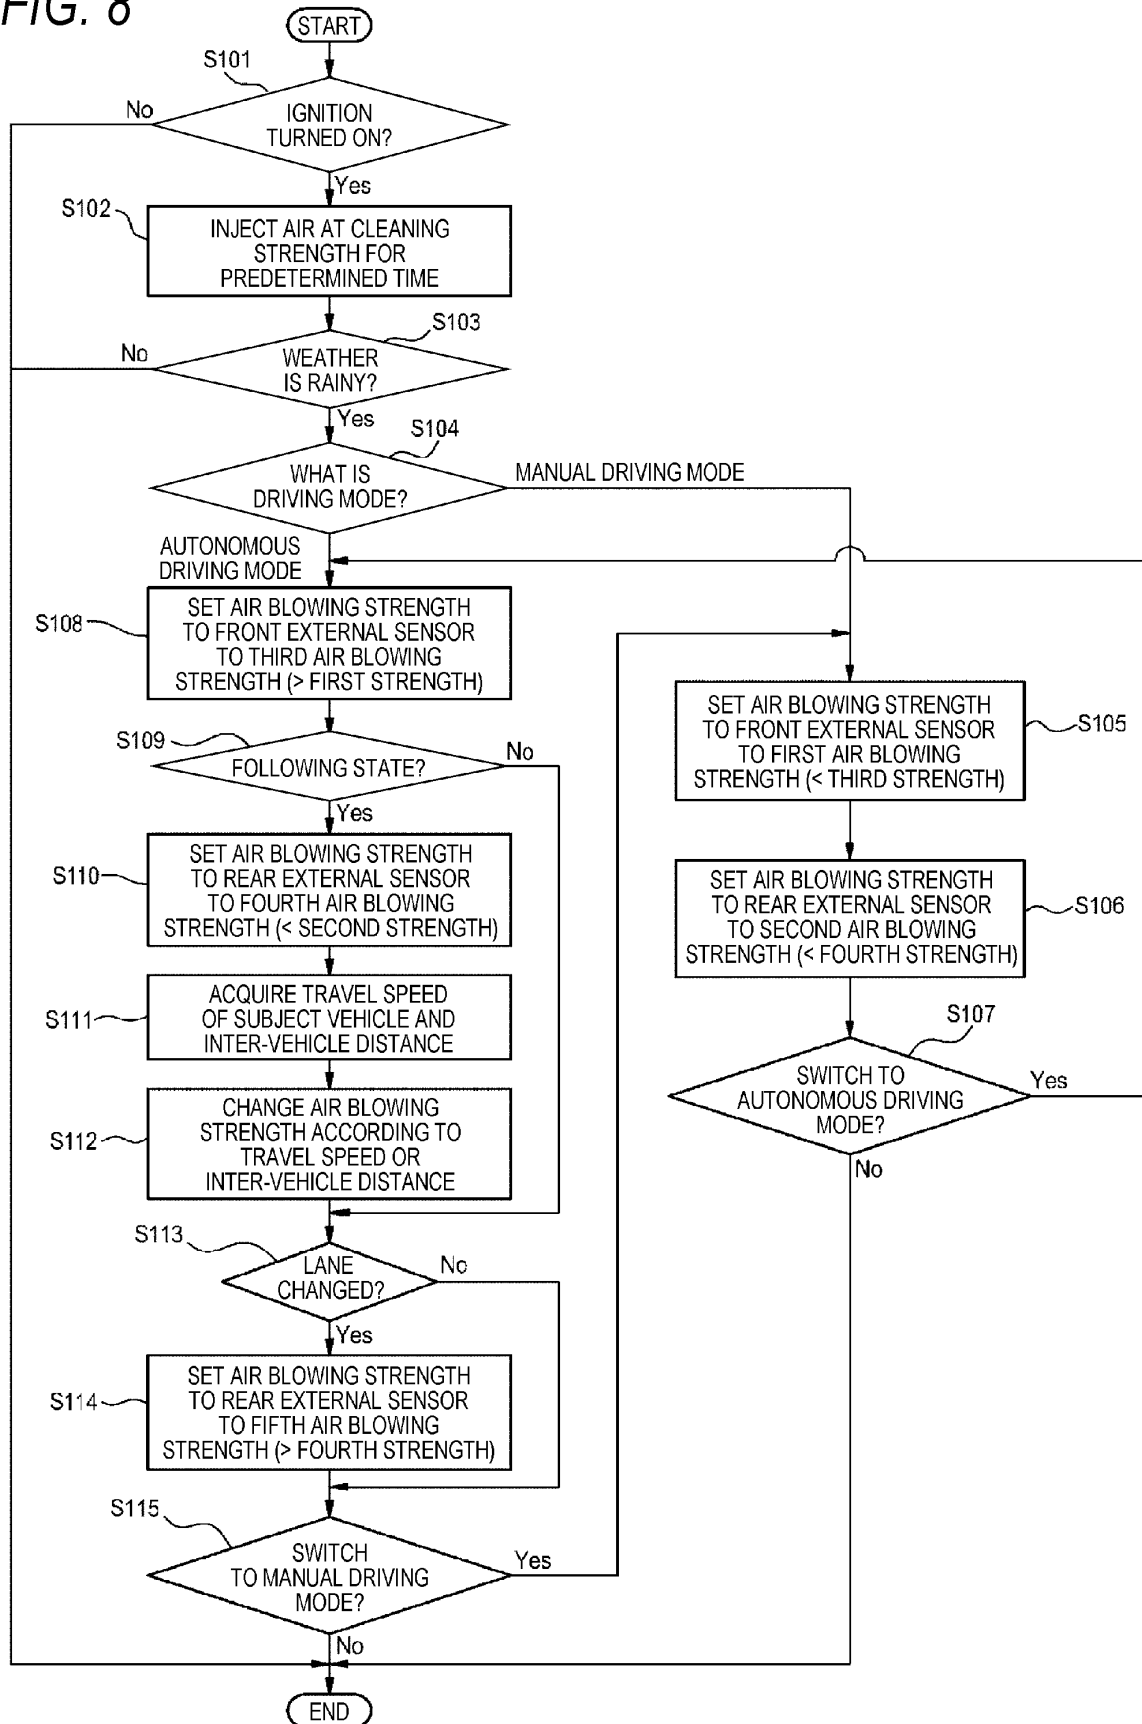 FIG. 8
START
S101
No
IGNITION
TURNED ON?
Yes
S102
INJECT AIR AT CLEANING
STRENGTH FOR
PREDETERMINED TIME
S103
No
WEATHER
IS RAINY?
Yes
S104
WHAT IS
DRIVING MODE?
MANUAL DRIVING MODE
AUTONOMOUS
DRIVING MODE
S108
SET AIR BLOWING STRENGTH
TO FRONT EXTERNAL SENSOR
TO THIRD AIR BLOWING
STRENGTH (> FIRST STRENGTH)
S109
FOLLOWING STATE?
No
Yes
S110
SET AIR BLOWING STRENGTH
TO REAR EXTERNAL SENSOR
TO FOURTH AIR BLOWING
STRENGTH (< SECOND STRENGTH)
S111
ACQUIRE TRAVEL SPEED
OF SUBJECT VEHICLE AND
INTER-VEHICLE DISTANCE
S112
CHANGE AIR BLOWING
STRENGTH ACCORDING TO
TRAVEL SPEED OR
INTER-VEHICLE DISTANCE
S113
LANE
CHANGED?
No
Yes
S114
SET AIR BLOWING STRENGTH
TO REAR EXTERNAL SENSOR
TO FIFTH AIR BLOWING
STRENGTH (> FOURTH STRENGTH)
S115
SWITCH
TO MANUAL DRIVING
MODE?
Yes
No
END
SET AIR BLOWING STRENGTH
TO FRONT EXTERNAL SENSOR
TO FIRST AIR BLOWING
STRENGTH (< THIRD STRENGTH)
S105
SET AIR BLOWING STRENGTH
TO REAR EXTERNAL SENSOR
TO SECOND AIR BLOWING
STRENGTH (< FOURTH STRENGTH)
S106
S107
SWITCH TO
AUTONOMOUS DRIVING
MODE?
Yes
No